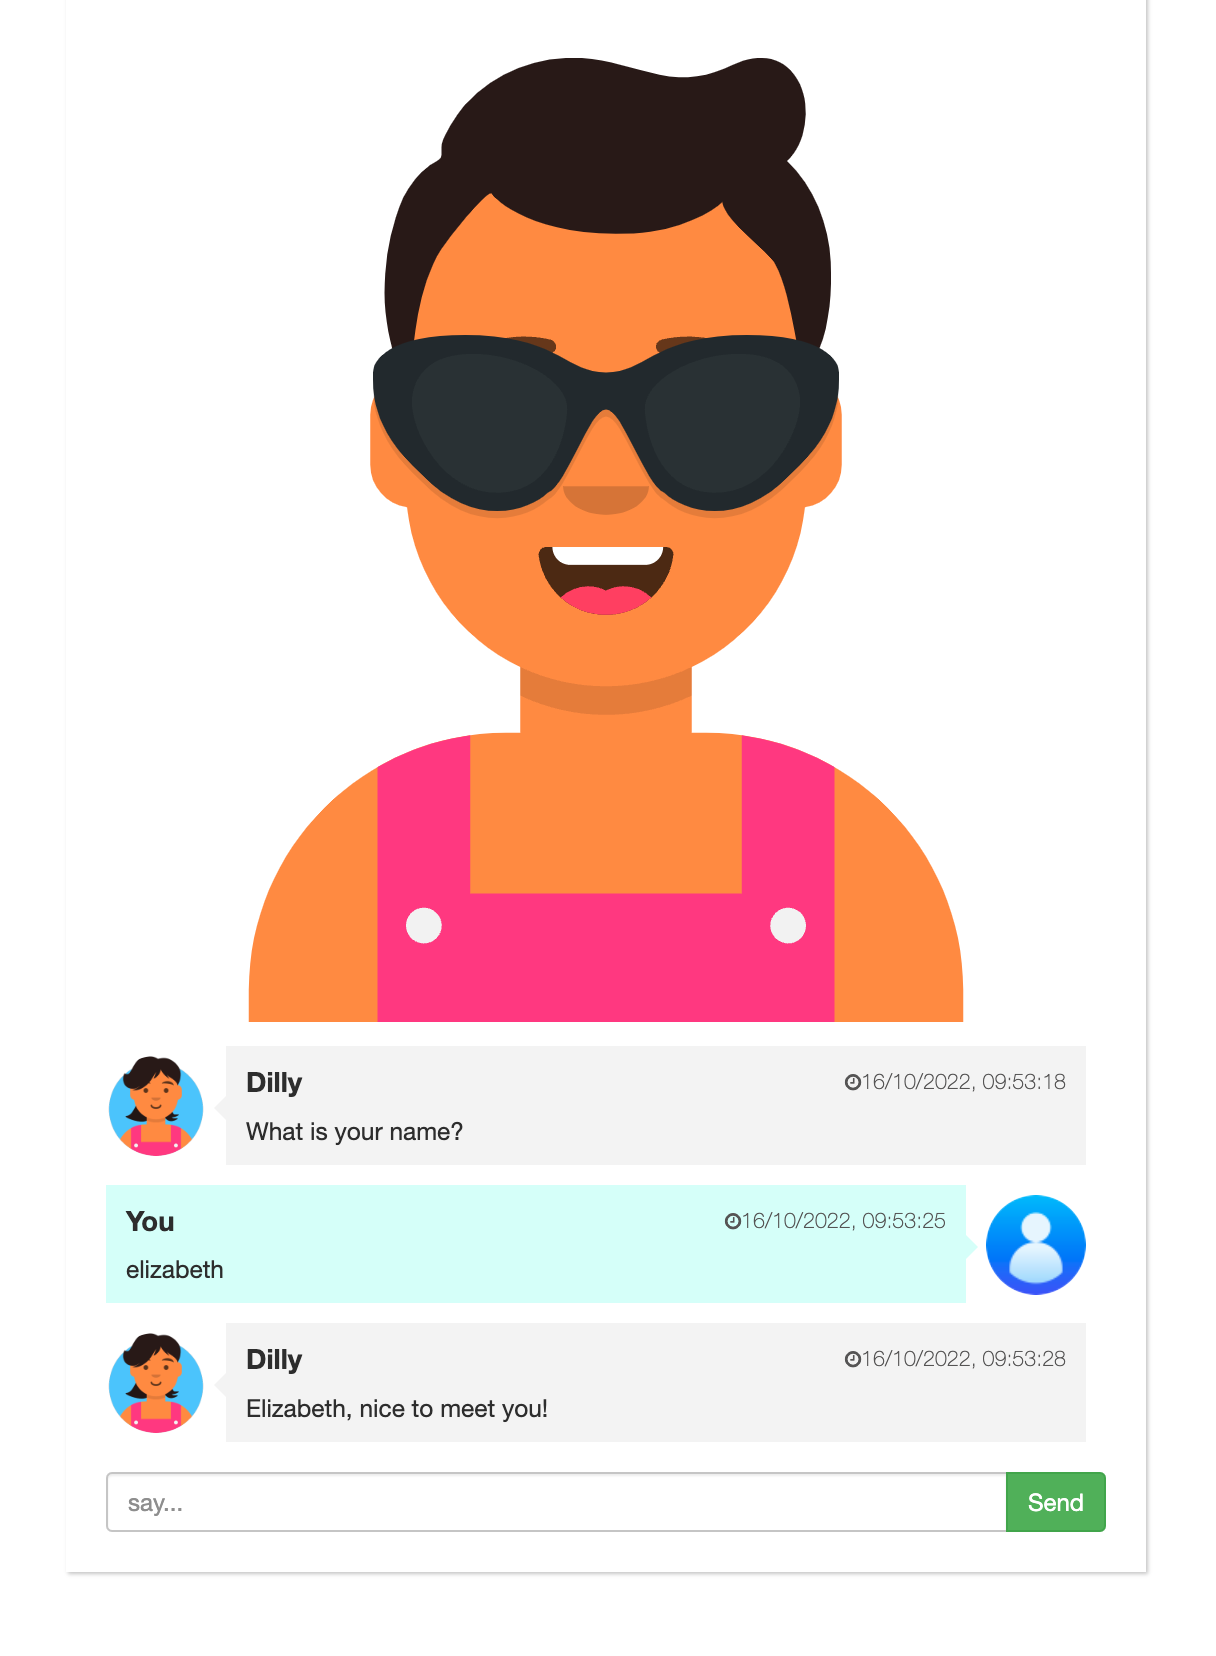 Dilly 16/10/2022, 09:53:18
What is your name?
You 16/10/2022, 09:53:25
elizabeth
Dilly 16/10/2022, 09:53:28
Elizabeth, nice to meet you!
say... Send